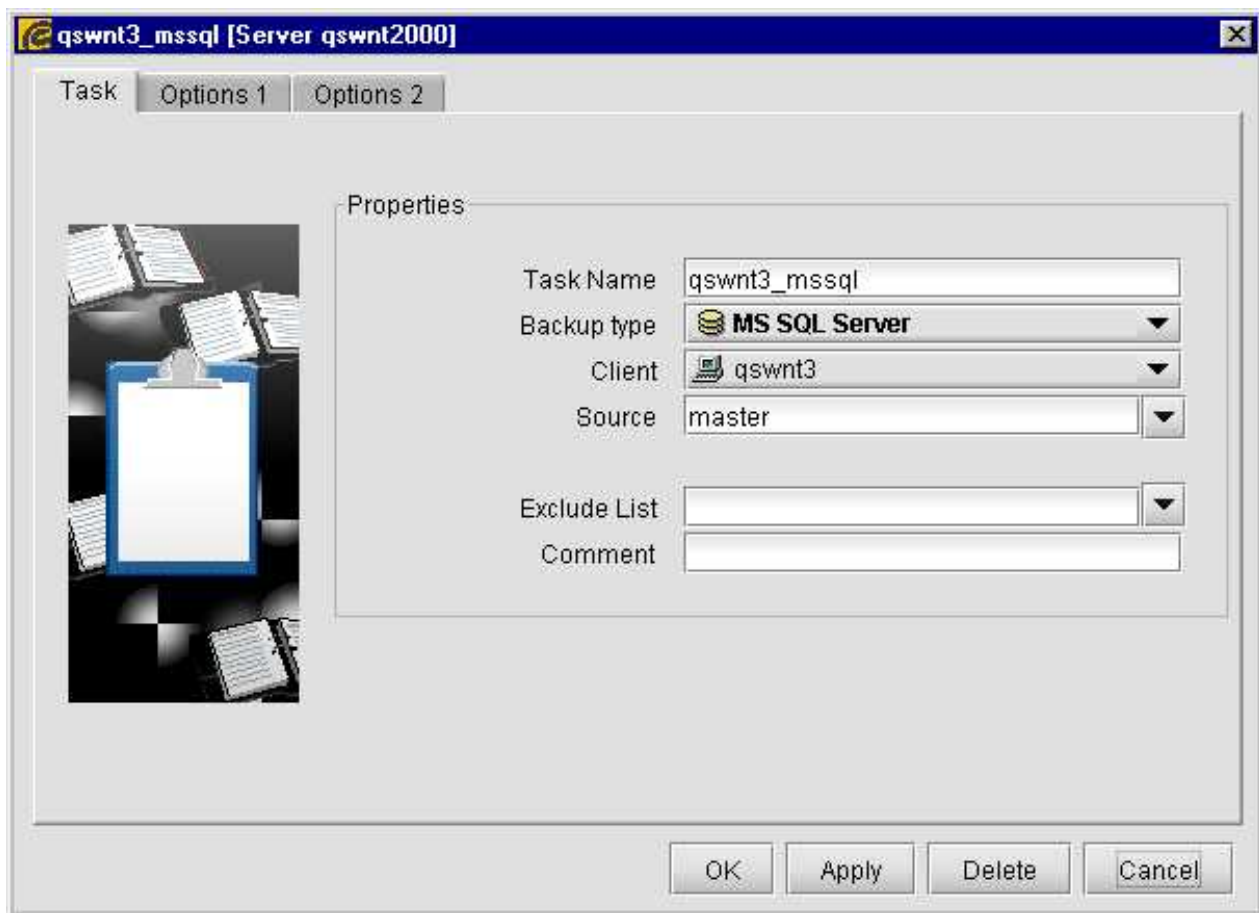 qswnt3_mssql [Server qswnt2000]
Task Options 1 Options 2
Properties
Task Name qswnt3_mssql
Backup type MS SQL Server
Client qswnt3
Source master
Exclude List
Comment
OK Apply Delete Cancel